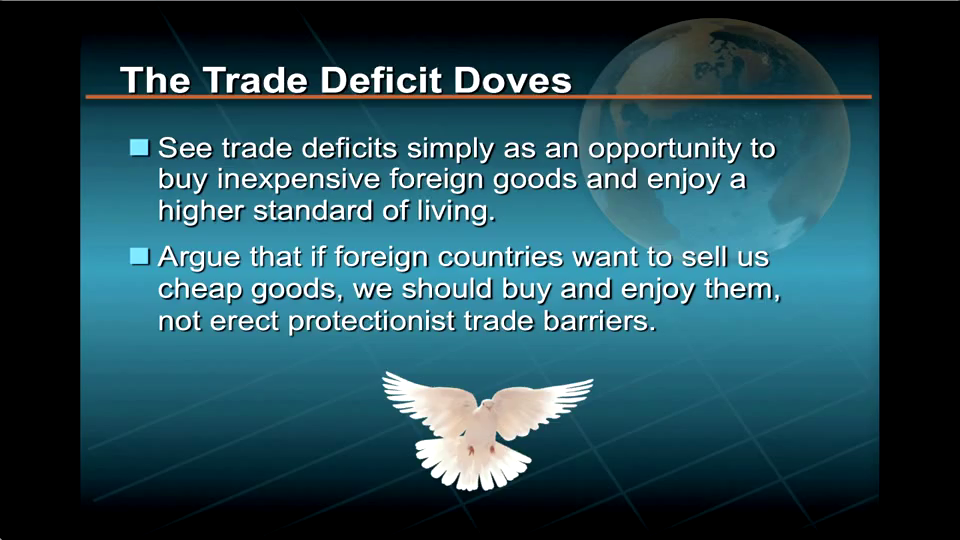 The Trade Deficit Doves
See trade deficits simply as an opportunity to
buy inexpensive foreign goods and enjoy a
higher standard of living.
Argue that if foreign countries want to sell us
cheap goods, we should buy and enjoy them,
not erect protectionist trade barriers.